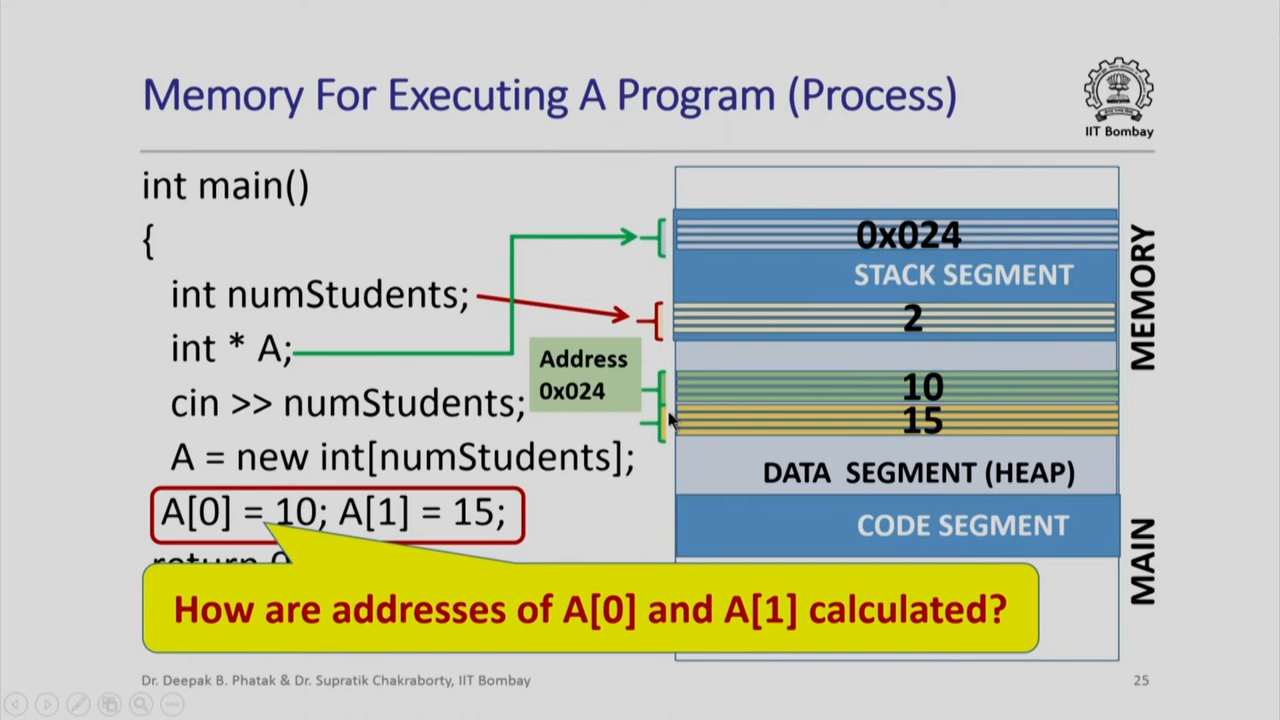 Memory For Executing A Program (Process)
IIT Bombay
int main()
{
int numStudents;
int * A;
cin >> numStudents;
A = new int[numStudents];
A[0] = 10; A[1] = 15;
How are addresses of A[0] and A[1] calculated?
Address
0x024
0x024
STACK SEGMENT
2
10
15
DATA SEGMENT (HEAP)
CODE SEGMENT
MAIN MEMORY
Dr. Deepak B. Phatak & Dr. Supratik Chakraborty, IIT Bombay
25